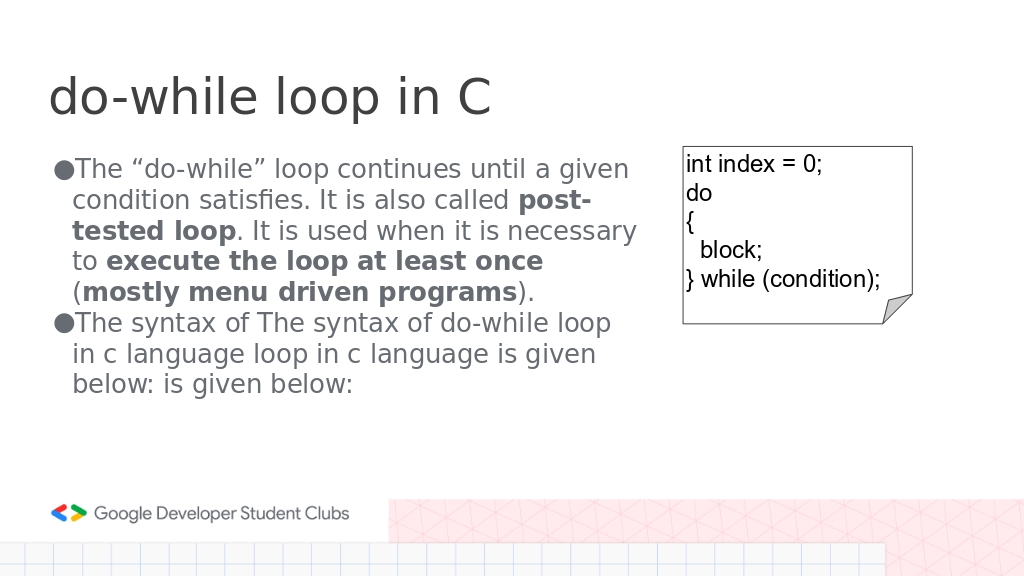 do-while loop in C
●The “do-while” loop continues until a given
condition satisfies. It is also called post-
tested loop. It is used when it is necessary
to execute the loop at least once
(mostly menu driven programs).
●The syntax of The syntax of do-while loop
in c language loop in c language is given
below: is given below:
int index = 0;
do
{
block;
} while (condition);
Google Developer Student Clubs